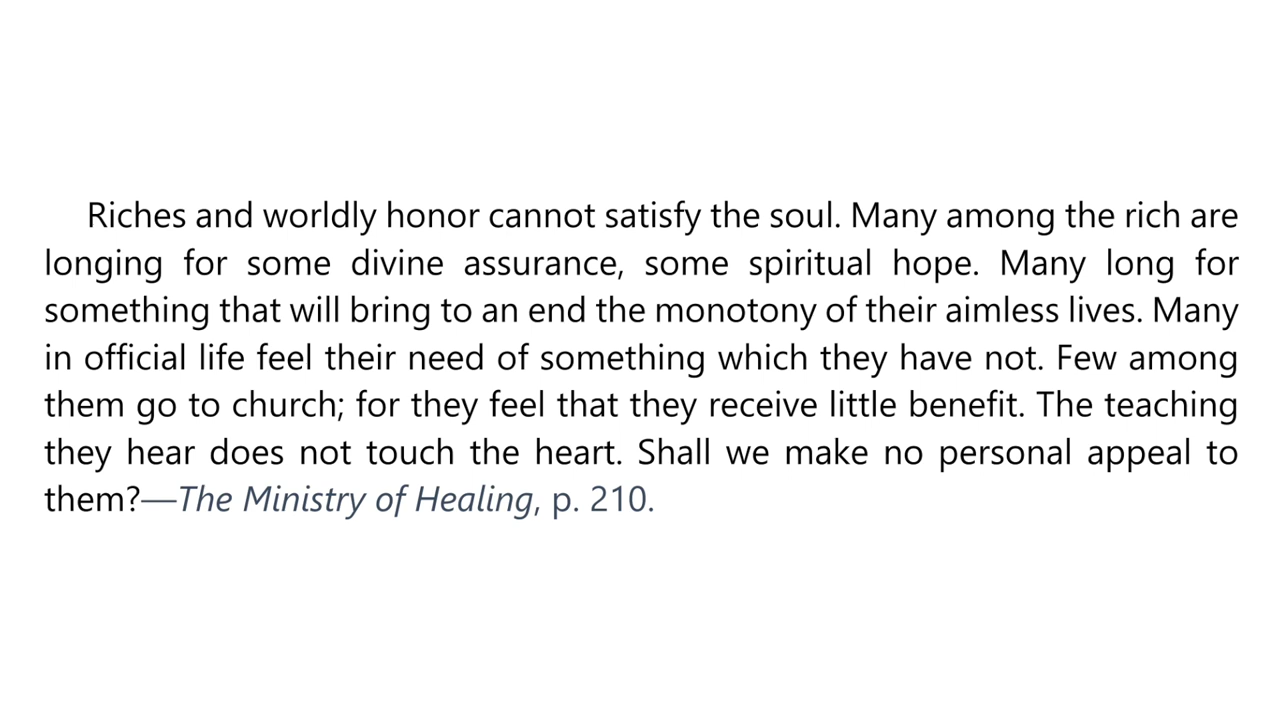 Riches and worldly honor cannot satisfy the soul. Many among the rich are
longing for some divine assurance, some spiritual hope. Many long for
something that will bring to an end the monotony of their aimless lives. Many
in official life feel their need of something which they have not. Few among
them go to church; for they feel that they receive little benefit. The teaching
they hear does not touch the heart. Shall we make no personal appeal to
them?—The Ministry of Healing, p. 210.